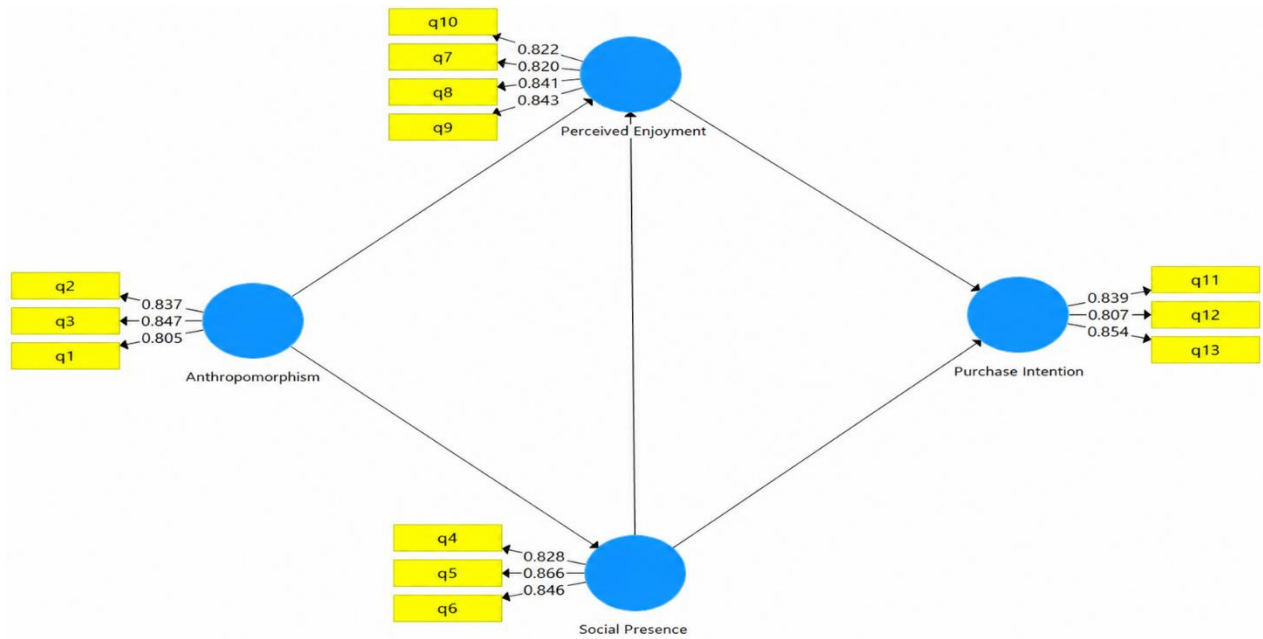 q10
q7
q8
q9
0.822
0.820
0.841
0.843
Perceived Enjoyment
q2
q3
q1
0.837
0.847
0.805
Anthropomorphism
0.839
0.807
0.854
q11
q12
q13
Purchase Intention
q4
q5
q6
0.828
0.866
0.846
Social Presence